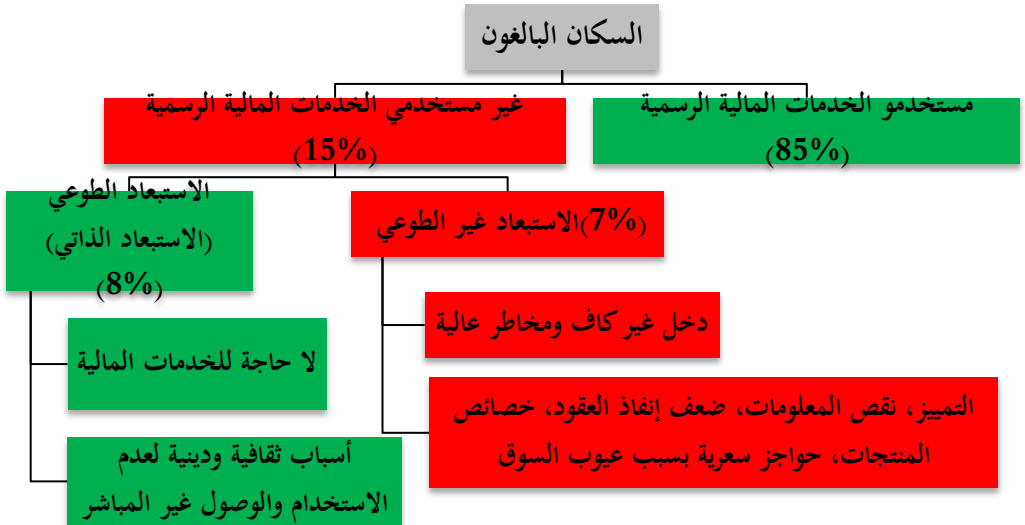 السكان البالغون
مستخدمو الخدمات المالية الرسمية
(85%)
غير مستخدمي الخدمات المالية الرسمية
(15%)
(7%)الاستبعاد غير الطوعي
دخل غير كاف ومخاطر عالية
التمييز، نقص المعلومات، ضعف إنفاذ العقود، خصائص
المنتجات، حواجز سعرية بسبب عيوب السوق
الاستبعاد الطوعي
(الاستبعاد الذاتي)
(8%)
لا حاجة للخدمات المالية
أسباب ثقافية ودينية لعدم
الاستخدام والوصول غير المباشر